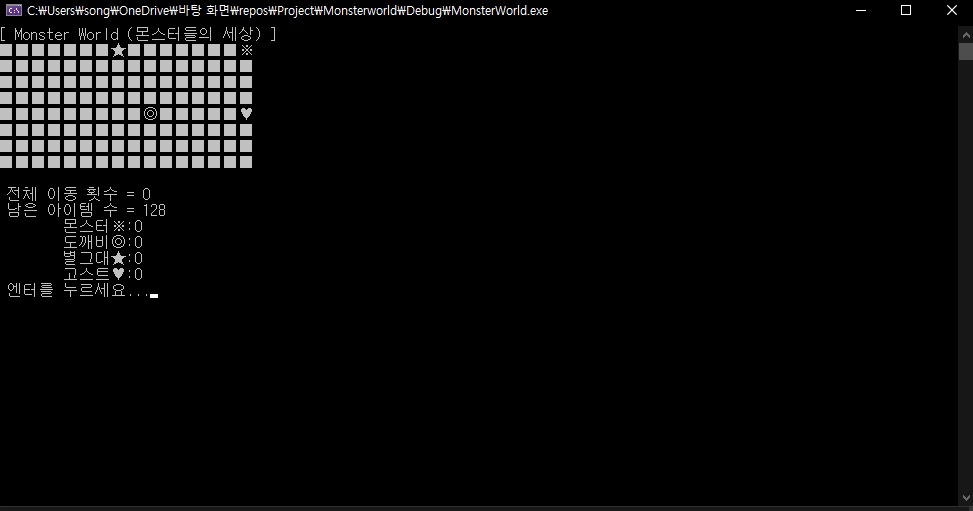 C:₩Users₩song₩OneDrive₩바탕 화면₩repos₩Project₩Monsterworld₩Debug₩MonsterWorld.exe
[ Monster World (몬스터들의 세상) ]
■■■■■■■★■■■■■■■※
■■■■■■■■■■■■■■■■
■■■■■■■■■■■■■■■■
■■■■■■■■■■■■■■■■
■■■■■■■■■◎■■■■■♥
■■■■■■■■■■■■■■■■
■■■■■■■■■■■■■■■■
■■■■■■■■■■■■■■■■
전체 이동 횟수 = 0
남은 아이템 수 = 128
몬스터※:0
도깨비◎:0
별그대★:0
고스트♥:0
엔터를 누르세요...